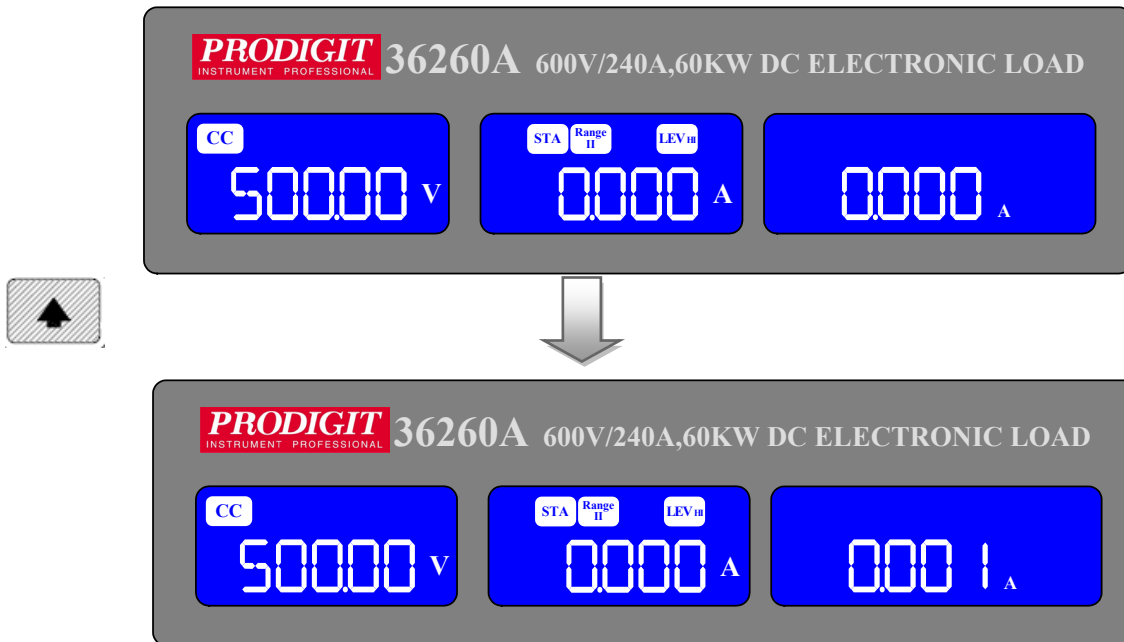 PRODIGIT
INSTRUMENT PROFESSIONAL
36260A 600V/240A,60KW DC ELECTRONIC LOAD
CC
500.00 V
STA Range II LEV HI
0.000 A
0.000 A
PRODIGIT
INSTRUMENT PROFESSIONAL
36260A 600V/240A,60KW DC ELECTRONIC LOAD
CC
500.00 V
STA Range II LEV HI
0.000 A
0.001 A